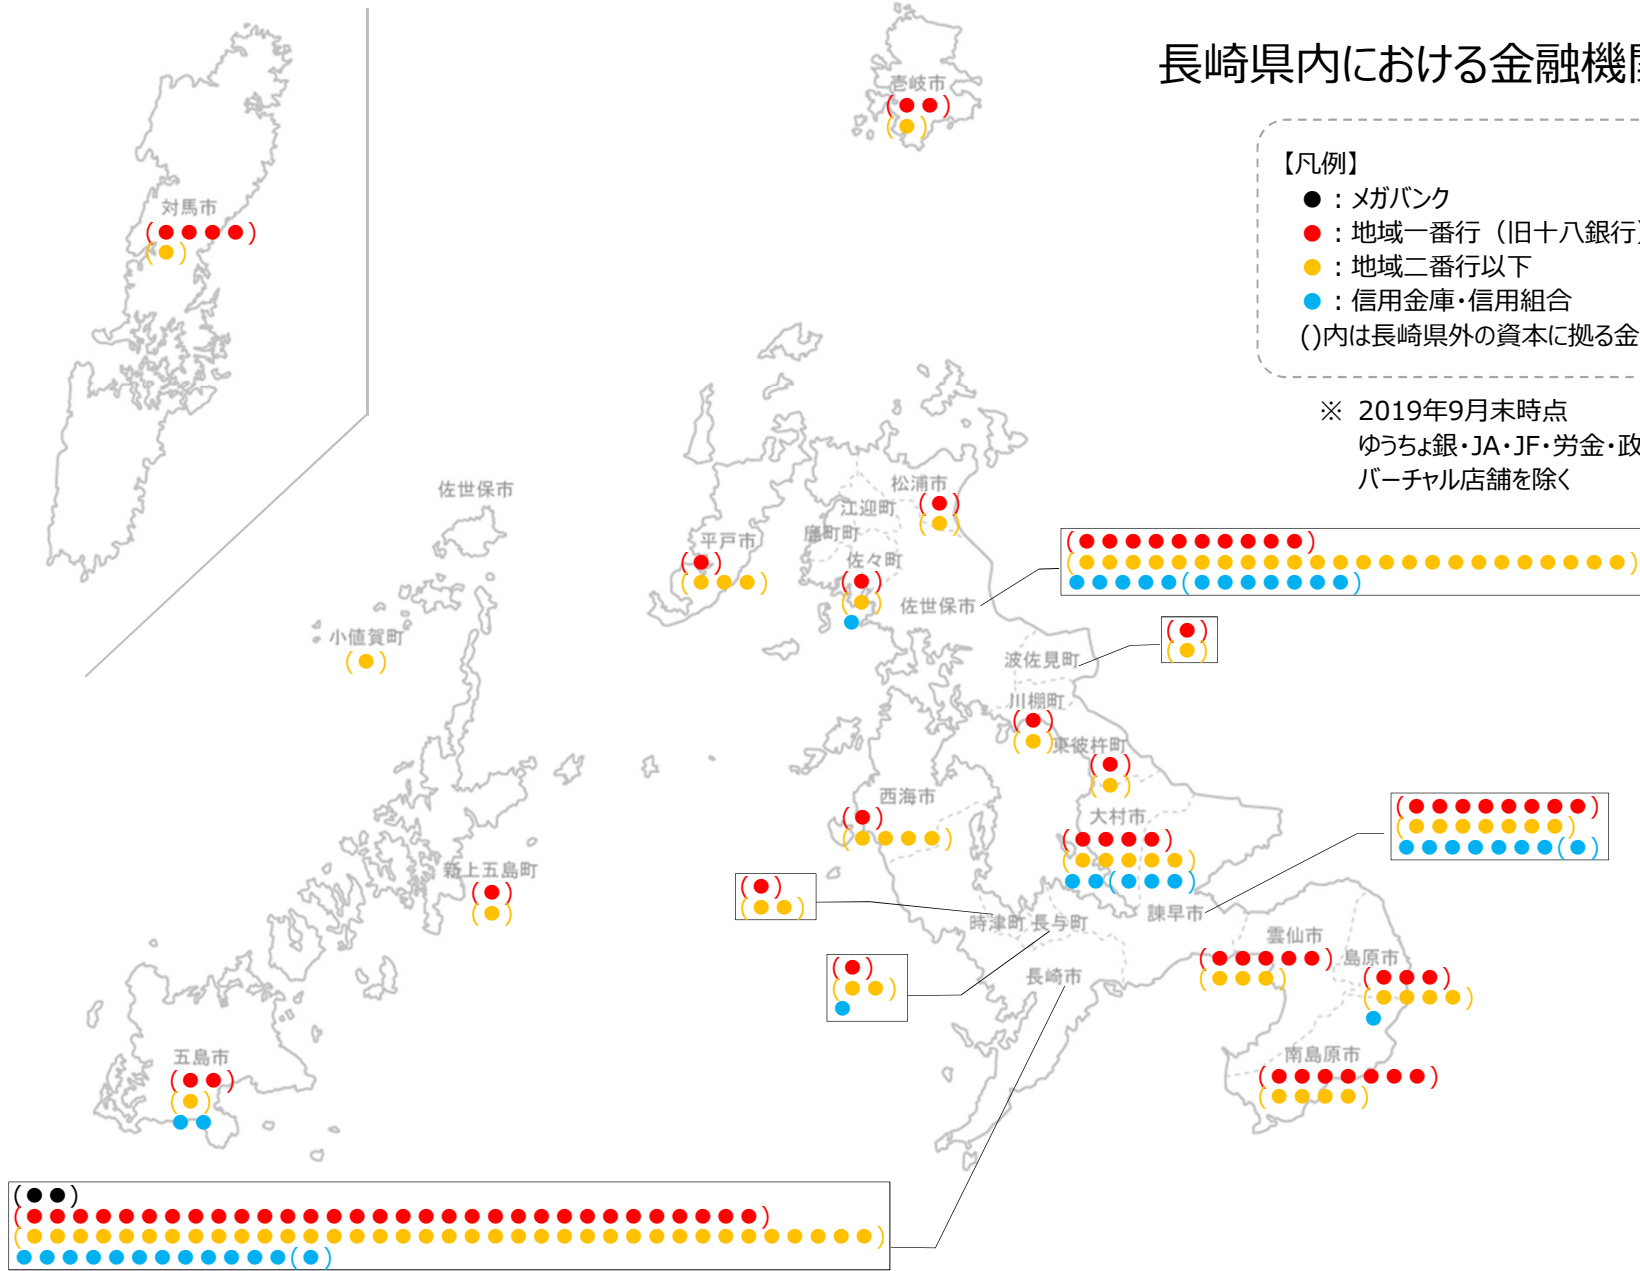 長崎県内における金融機
【凡例】
●：メガバンク
●：地域一番行（旧十八銀行）
●：地域二番行以下
●：信用金庫・信用組合
()内は長崎県外の資本に拠る金
※ 2019年9月末時点
ゆうちょ銀・JA・JF・労金・政
バーチャル店舗を除く
壱岐市
対馬市
佐世保市
松浦市
江迎町
鹿町町
平戸市
佐々町
佐世保市
小値賀町
波佐見町
川棚町
東彼杵町
西海市
大村市
新上五島町
時津町
長与町
諫早市
雲仙市
島原市
長崎市
南島原市
五島市